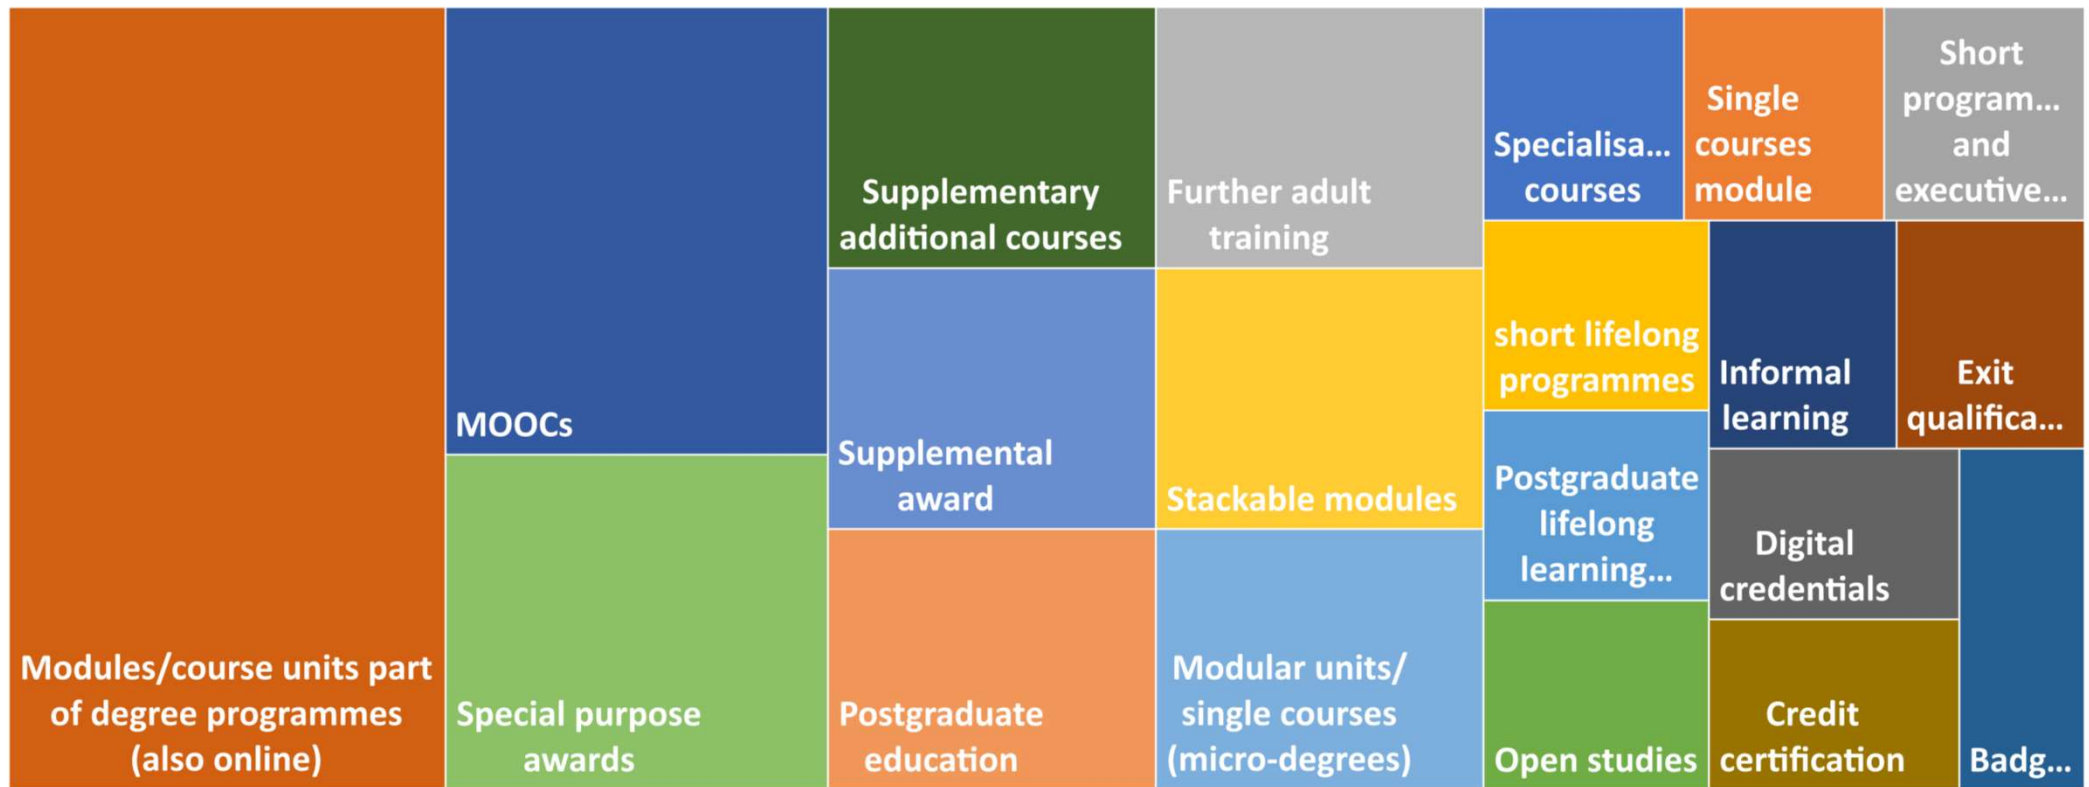 Modules/course units part
of degree programmes
(also online)
MOOCs
Special purpose
awards
Supplementary
additional courses
Supplemental
award
Postgraduate
education
Further adult
training
Stackable modules
Modular units/
single courses
(micro-degrees)
Specialisa...
courses
Single
courses
module
Short
program...
and
executive...
short lifelong
programmes
Postgraduate
lifelong
learning...
Open studies
Informal
learning
Exit
qualifica...
Digital
credentials
Credit
certification
Badg...